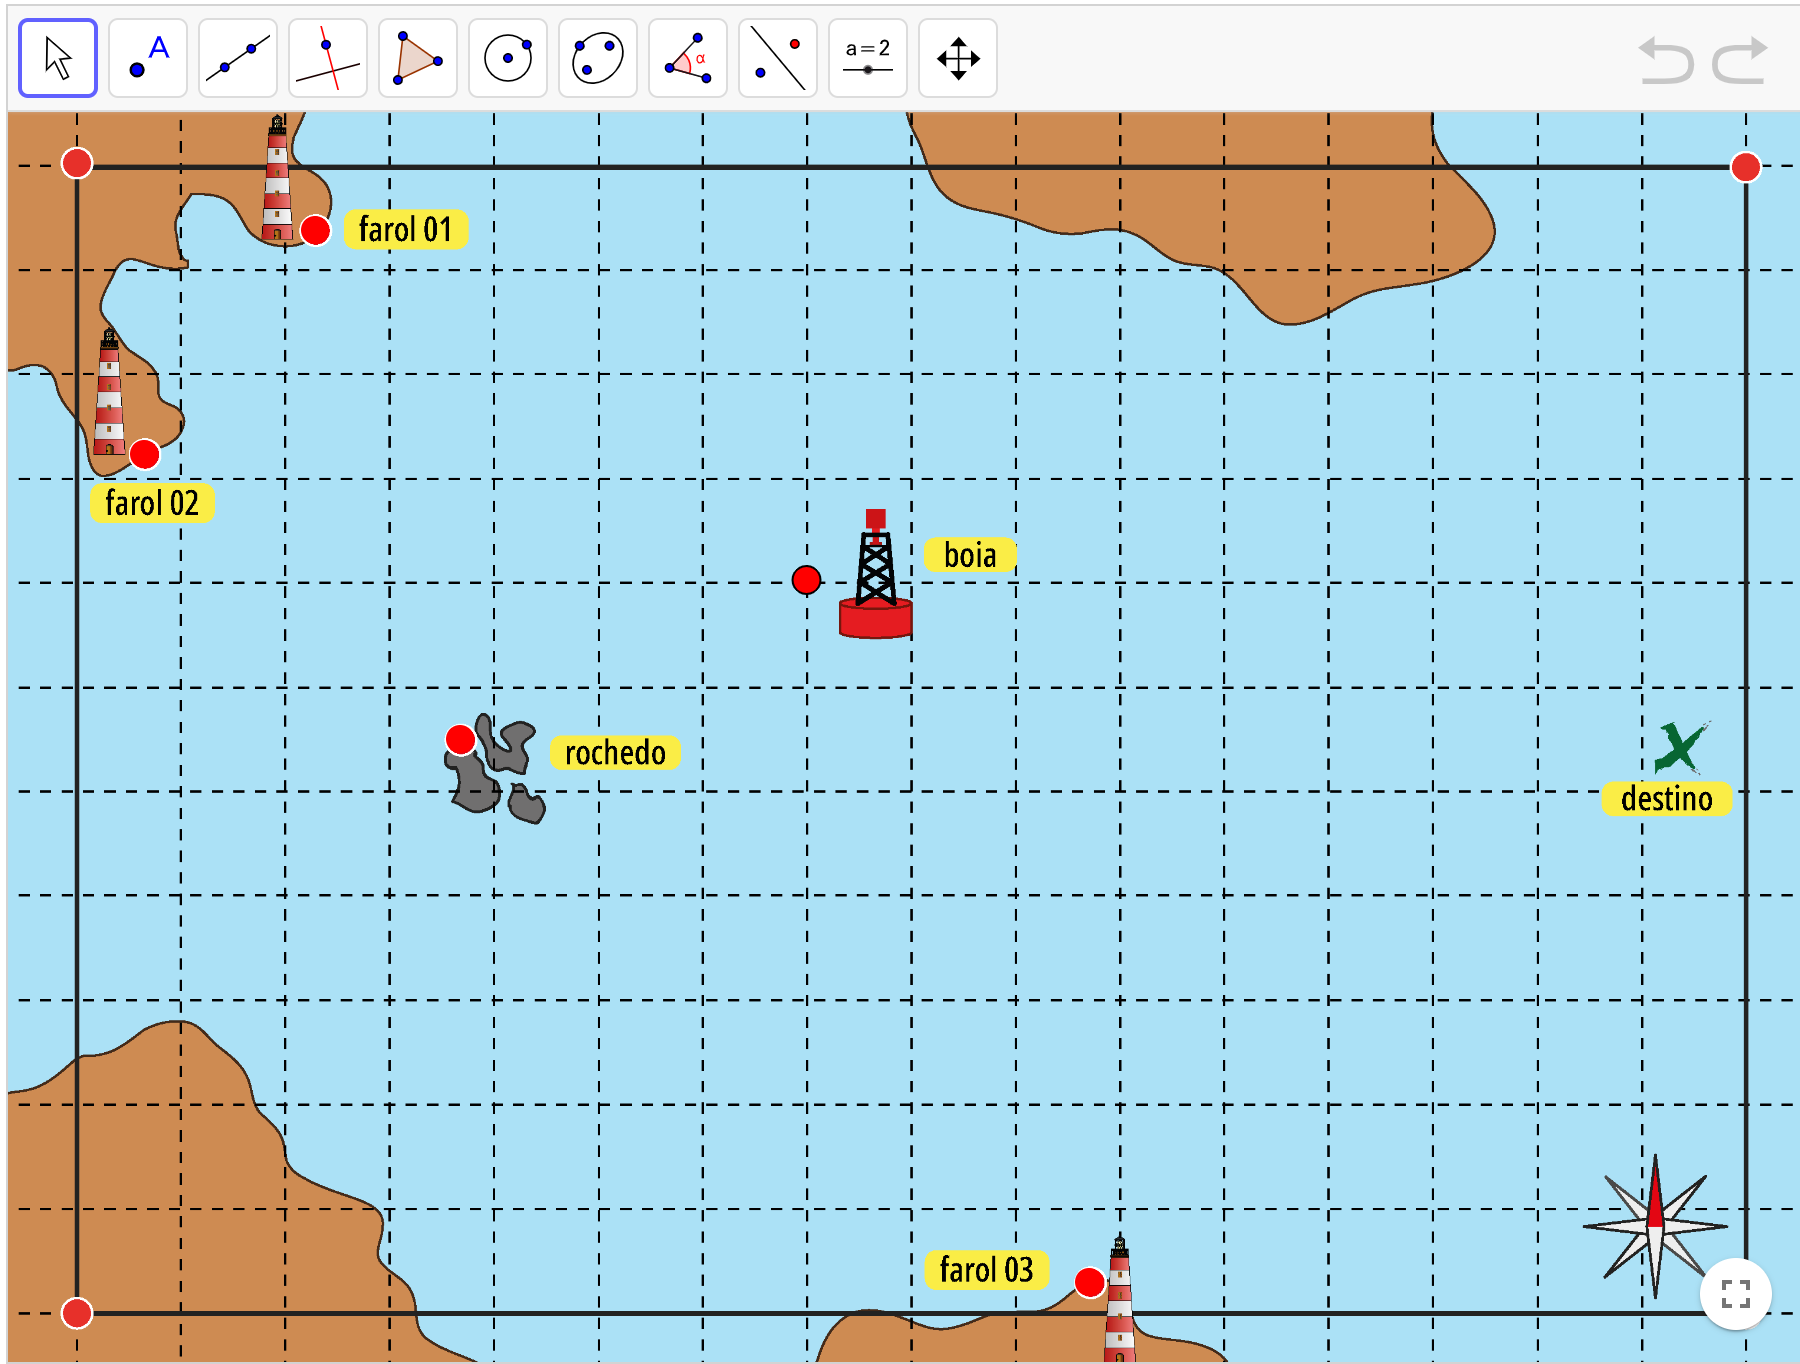 A
α
a=2
farol 01
farol 02
boia
rochedo
destino
farol 03